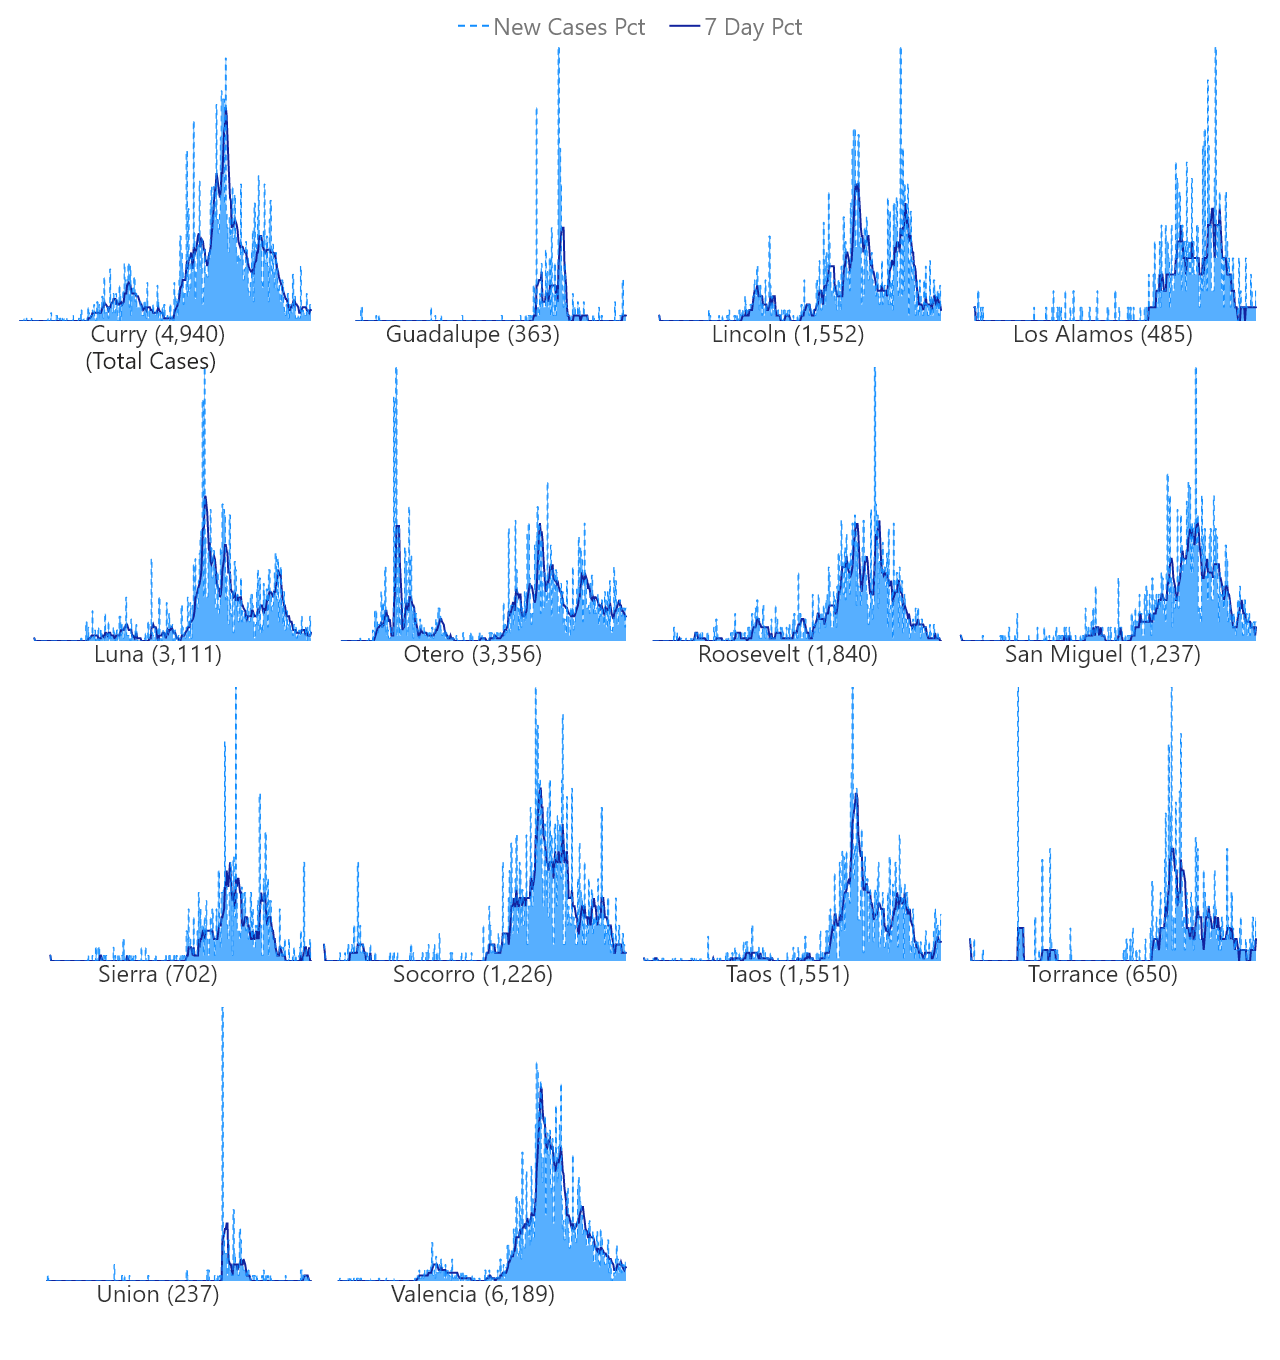 New Cases Pct 7 Day Pct
Curry (4,940) Guadalupe (363) Lincoln (1,552) Los Alamos (485)
(Total Cases)
Luna (3,111) Otero (3,356) Roosevelt (1,840) San Miguel (1,237)
Sierra (702) Socorro (1,226) Taos (1,551) Torrance (650)
Union (237) Valencia (6,189)